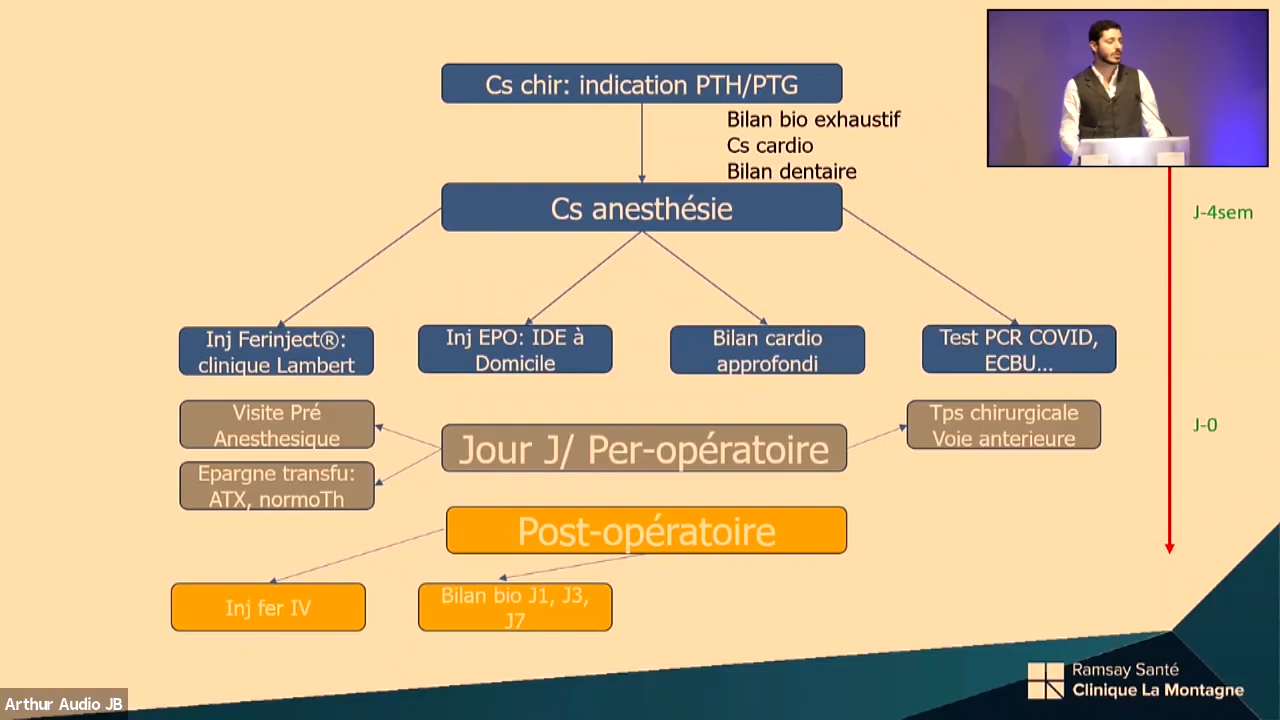 Cs chir: indication PTH/PTG
Bilan bio exhaustif
Cs cardio
Bilan dentaire
Cs anesthésie
J-4sem
Inj Ferinject®:
clinique Lambert
Inj EPO: IDE à
Domicile
Bilan cardio
approfondi
Test PCR COVID,
ECBU...
Visite Pré
Anesthesique
Jour J/ Per-opératoire
Tps chirurgicale
Voie anterieure
J-0
Epargne transfu:
ATX, normoTh
Post-opératoire
Inj fer IV
Bilan bio J1, J3,
J7
Ramsay Santé
Clinique La Montagne
Arthur Audio JB